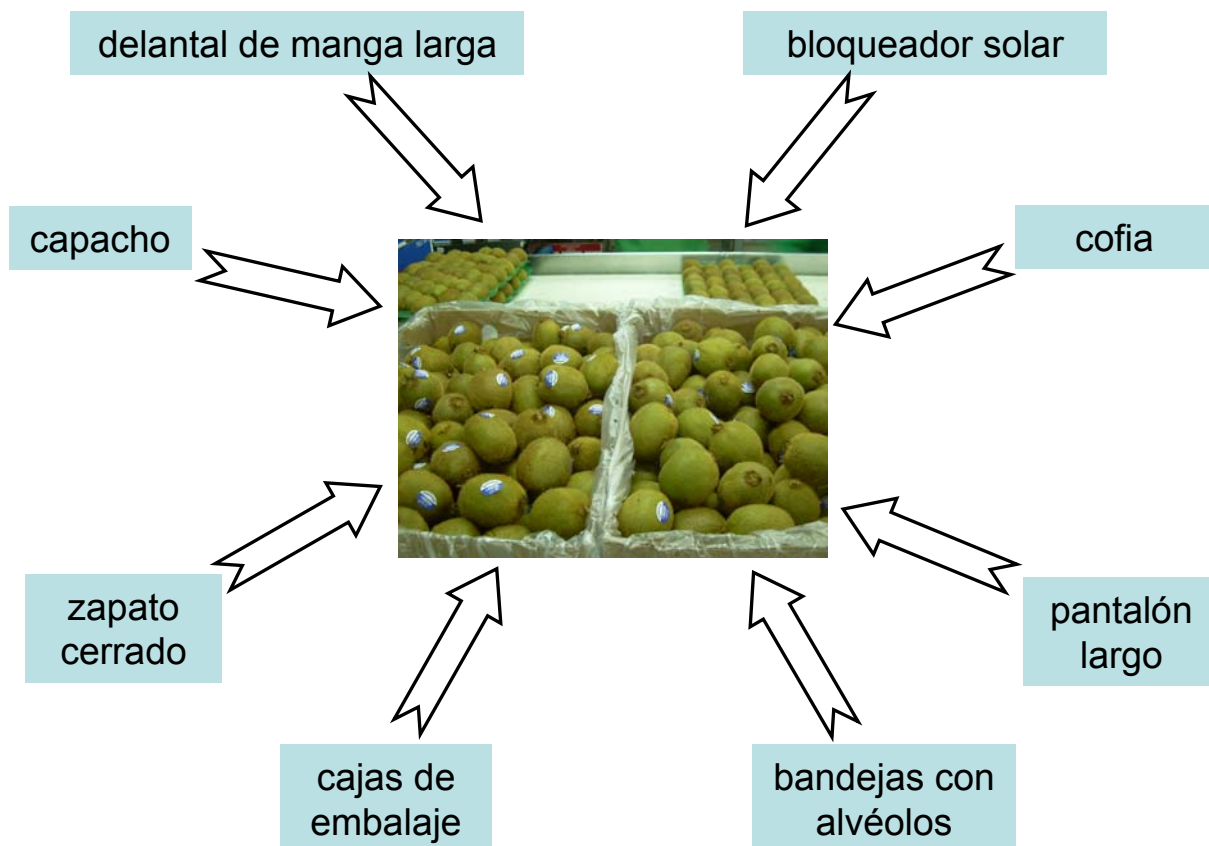 delantal de manga larga
bloqueador solar
capacho
cofia
zapato
cerrado
pantalón
largo
cajas de
embalaje
bandejas con
alvéolos